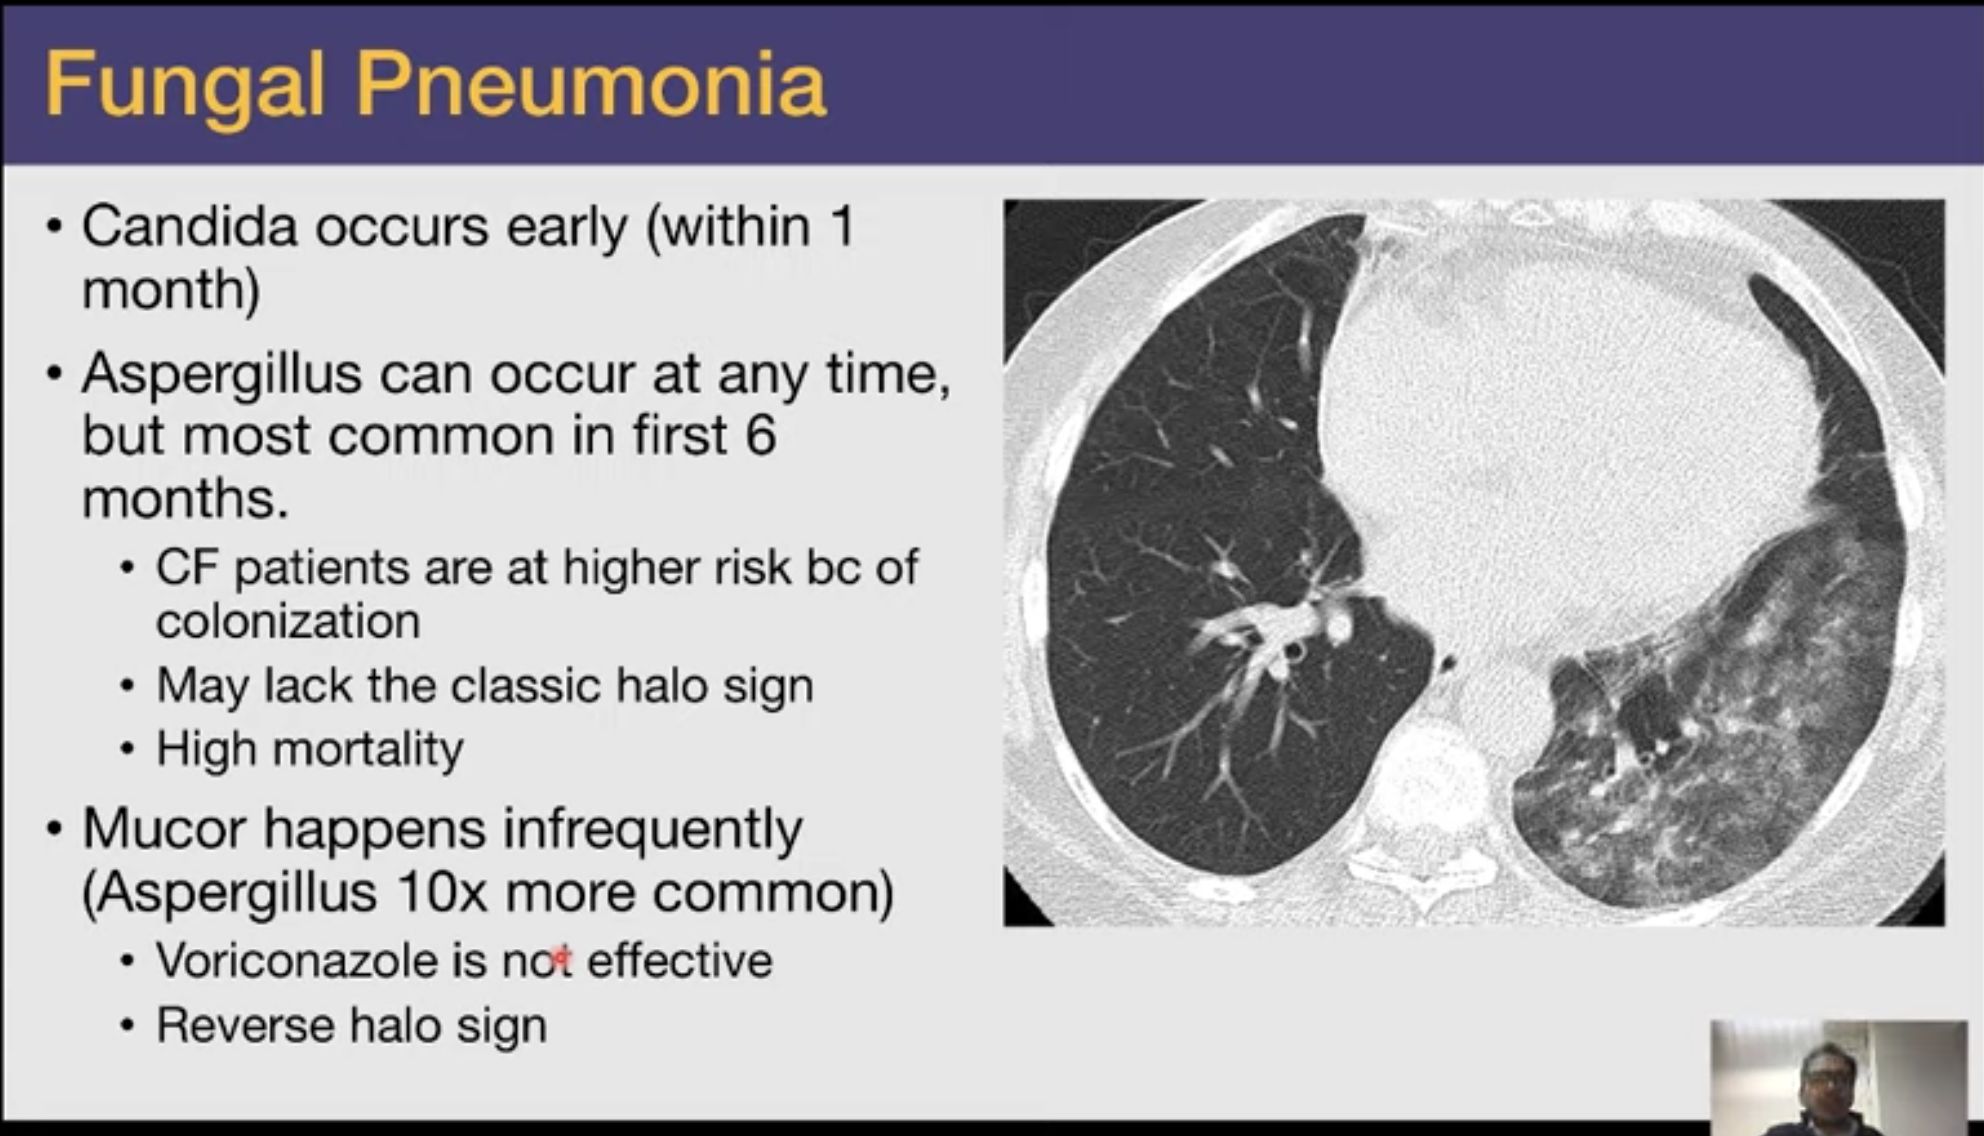 Fungal Pneumonia
• Candida occurs early (within 1
month)
• Aspergillus can occur at any time,
but most common in first 6
months.
• CF patients are at higher risk bc of
colonization
• May lack the classic halo sign
• High mortality
• Mucor happens infrequently
(Aspergillus 10x more common)
• Voriconazole is not effective
• Reverse halo sign